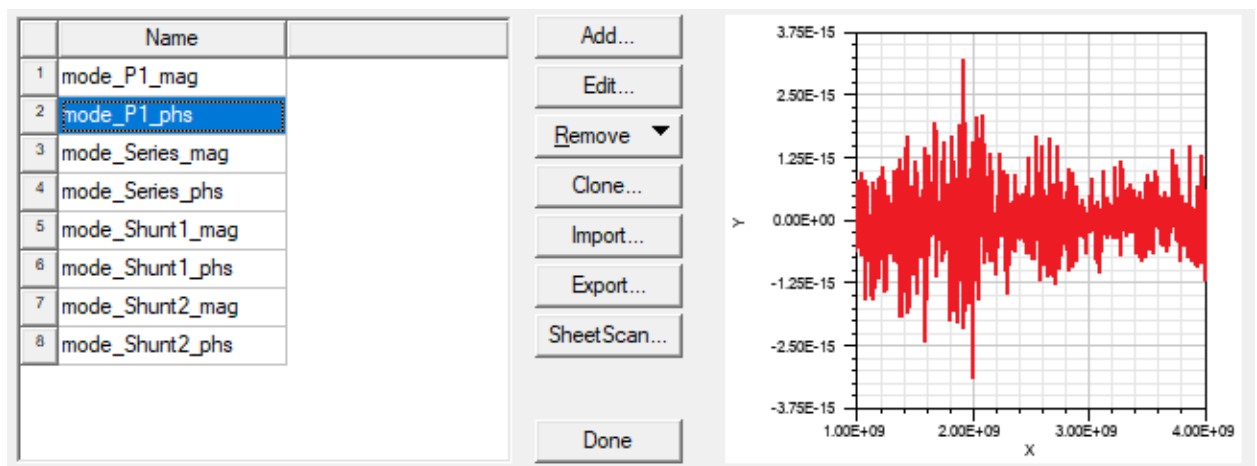 Name
1 mode_P1_mag
2 mode_P1_phs
3 mode_Series_mag
4 mode_Series_phs
5 mode_Shunt1_mag
6 mode_Shunt1_phs
7 mode_Shunt2_mag
8 mode_Shunt2_phs
Add...
Edit...
Remove
Clone...
Import...
Export...
SheetScan...
Done
3.75E-15
2.50E-15
1.25E-15
0.00E+00
-1.25E-15
-2.50E-15
-3.75E-15
Y
1.00E+09 2.00E+09 3.00E+09 4.00E+09
X